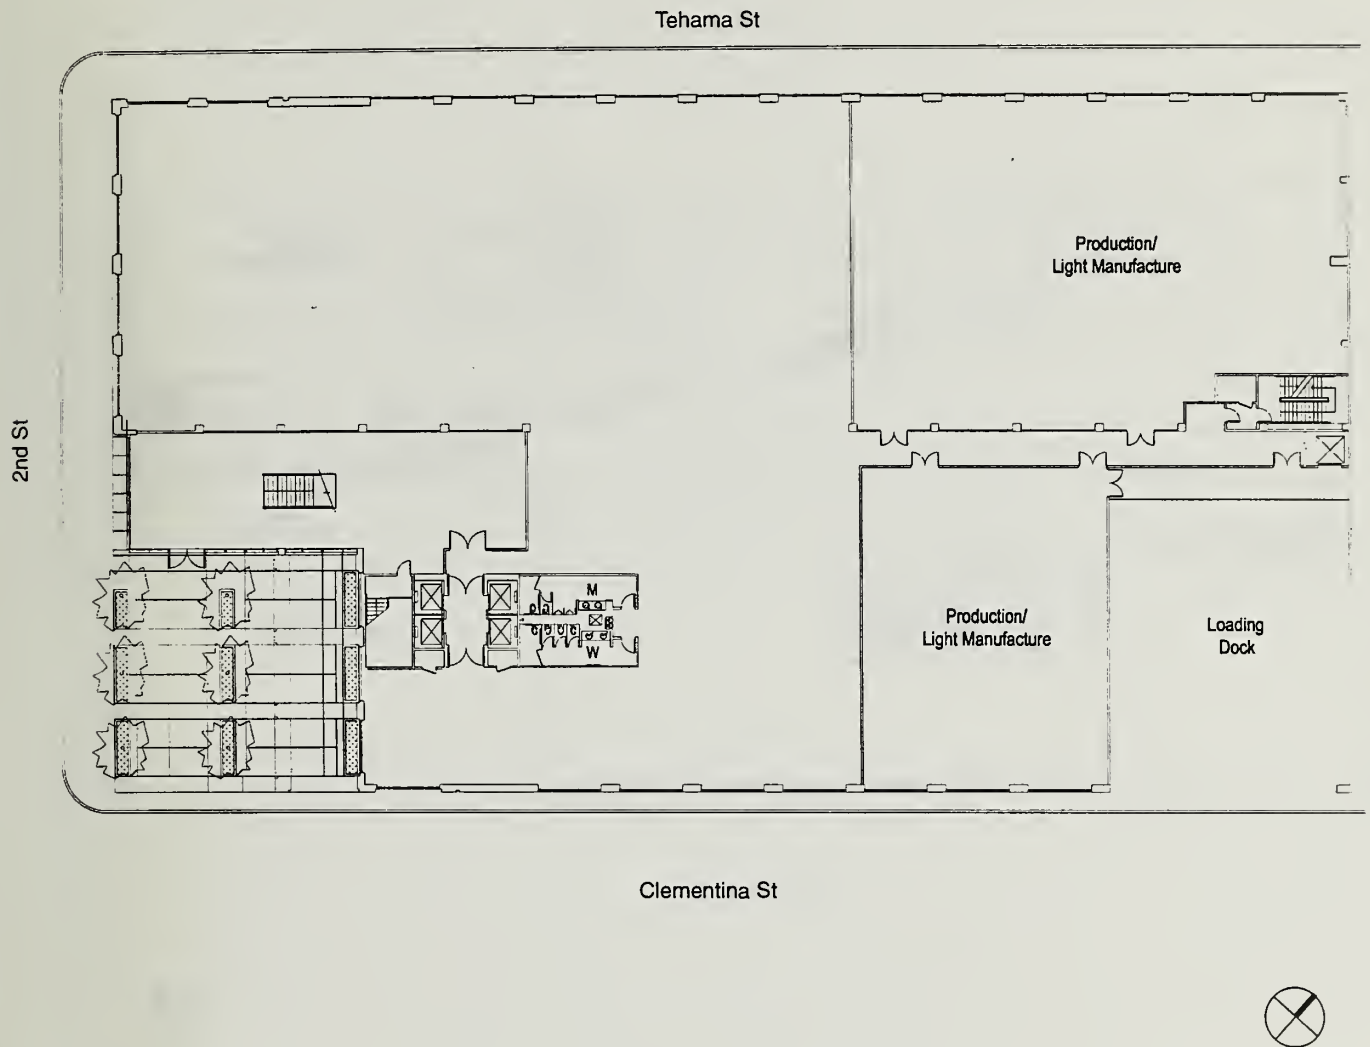 Tehama St
Production/
Light Manufacture
2nd St
M
W
Production/
Light Manufacture
Loading
Dock
Clementina St